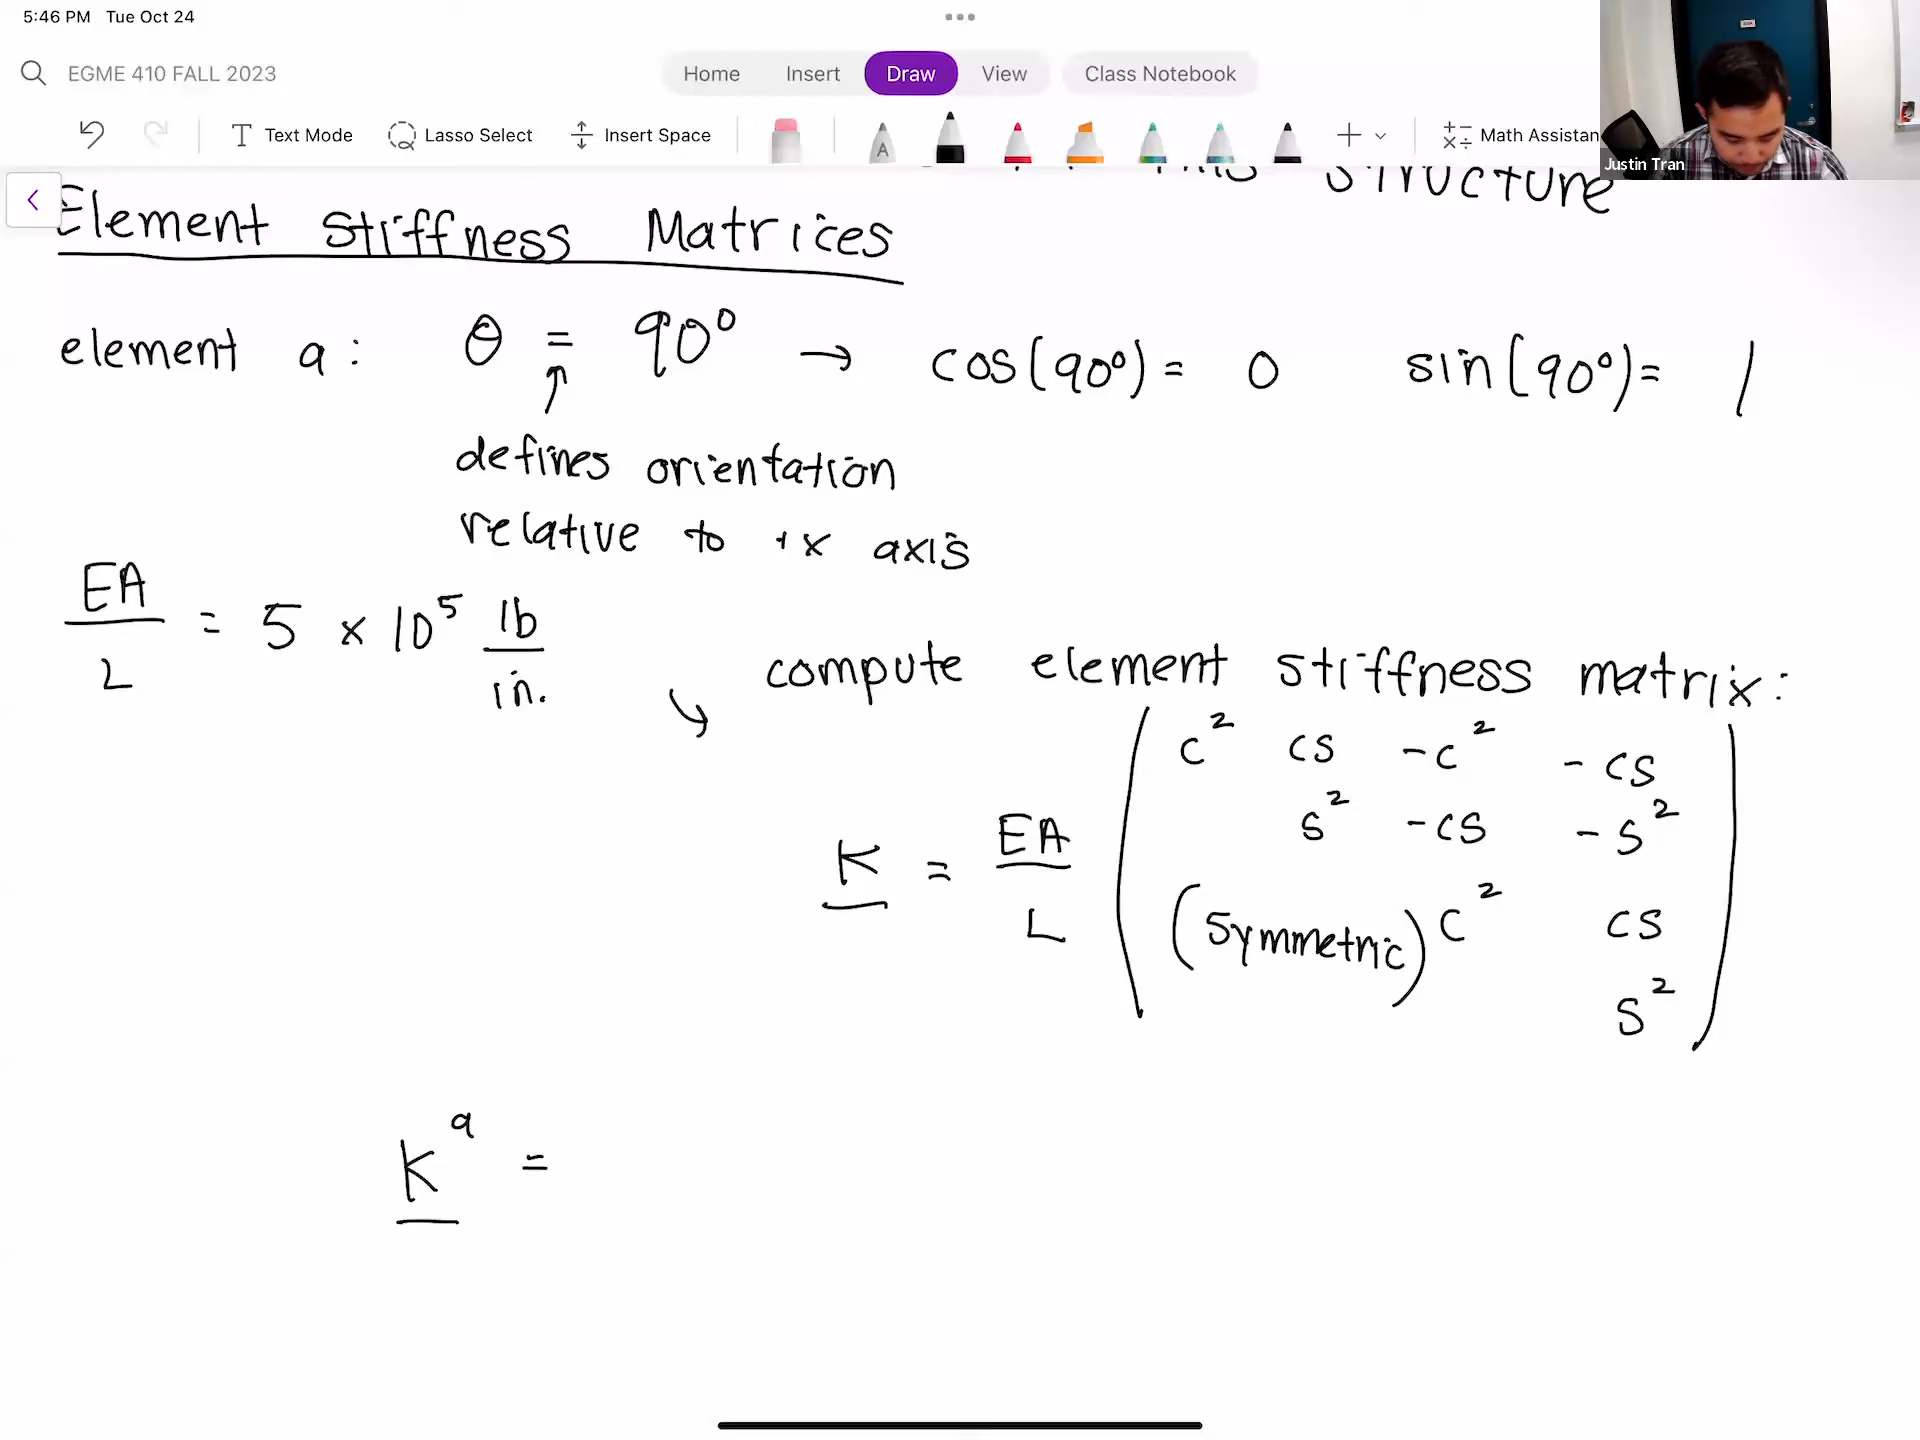 5:46 PM Tue Oct 24
EGME 410 FALL 2023
Home Insert Draw View Class Notebook
Text Mode Lasso Select Insert Space A Math Assistan
Justin Tran
structure
Element Stiffness Matrices
element a: θ = 90° → cos(90°) = 0 sin(90°) = 1
↑
defines orientation
relative to +x axis
EA/L = 5 × 10⁵ lb/in.
↳ compute element stiffness matrix:
c² cs -c² -cs
s² -cs -s²
K = EA/L
(symmetric) c² cs
s²
Kᵃ =